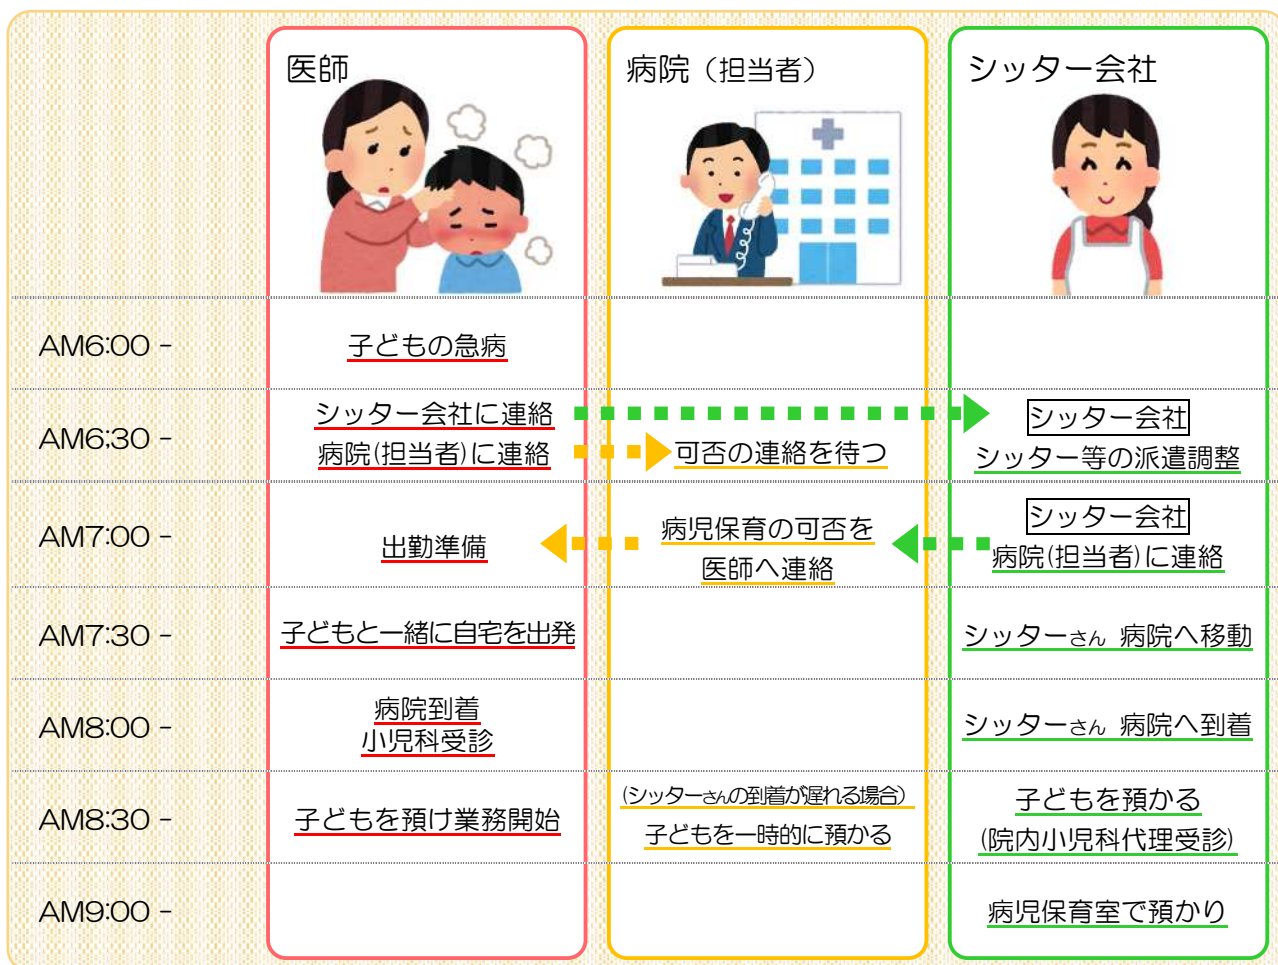 医師
病院（担当者）
シッター会社
AM6:00 -
子どもの急病
AM6:30 -
シッター会社に連絡
病院(担当者)に連絡
可否の連絡を待つ
シッター会社
シッター等の派遣調整
AM7:00 -
出勤準備
病児保育の可否を
医師へ連絡
シッター会社
病院(担当者)に連絡
AM7:30 -
子どもと一緒に自宅を出発
シッターさん 病院へ移動
AM8:00 -
病院到着
小児科受診
シッターさん 病院へ到着
AM8:30 -
子どもを預け業務開始
(シッターさんの到着が遅れる場合)
子どもを一時的に預かる
子どもを預かる
(院内小児科代理受診)
AM9:00 -
病児保育室で預かり